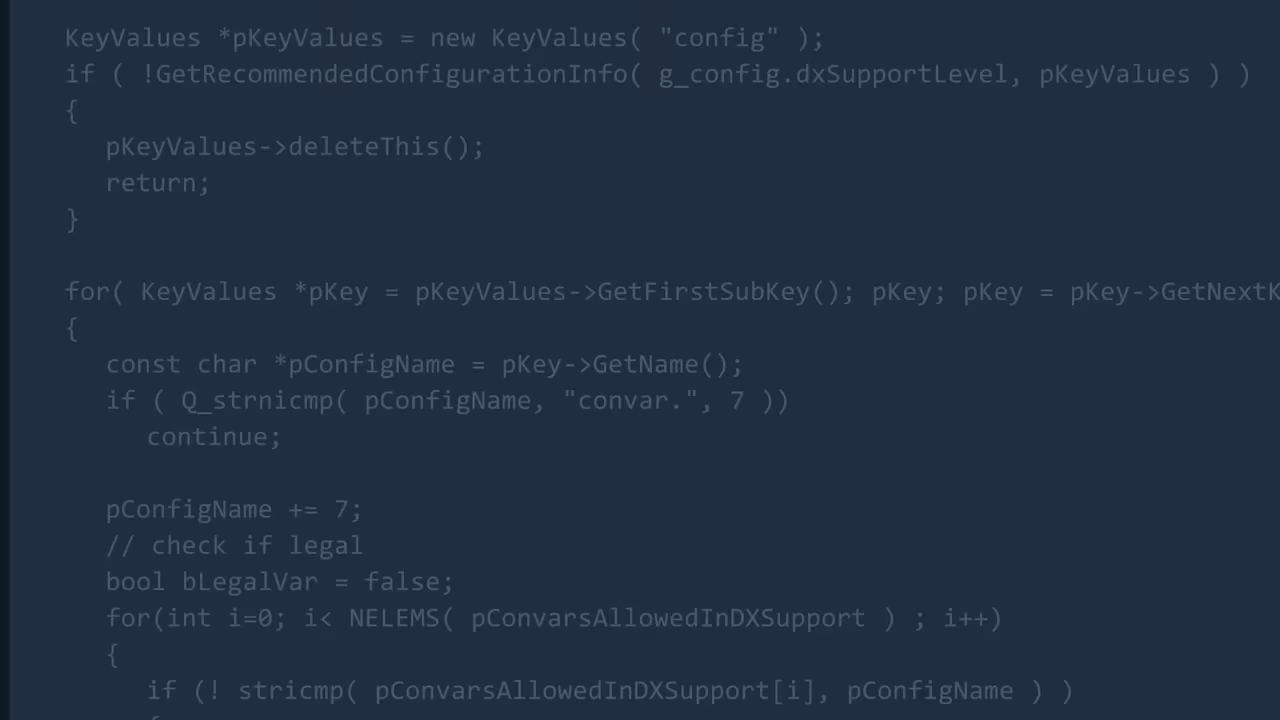 KeyValues *pKeyValues = new KeyValues( "config" );
if ( !GetRecommendedConfigurationInfo( g_config.dxSupportLevel, pKeyValues ) )
{
pKeyValues->deleteThis();
return;
}
for( KeyValues *pKey = pKeyValues->GetFirstSubKey(); pKey; pKey = pKey->GetNextK
{
const char *pConfigName = pKey->GetName();
if ( Q_strnicmp( pConfigName, "convar.", 7 ))
continue;
pConfigName += 7;
// check if legal
bool bLegalVar = false;
for(int i=0; i< NELEMS( pConvarsAllowedInDXSupport ) ; i++)
{
if (! stricmp( pConvarsAllowedInDXSupport[i], pConfigName ) )
{